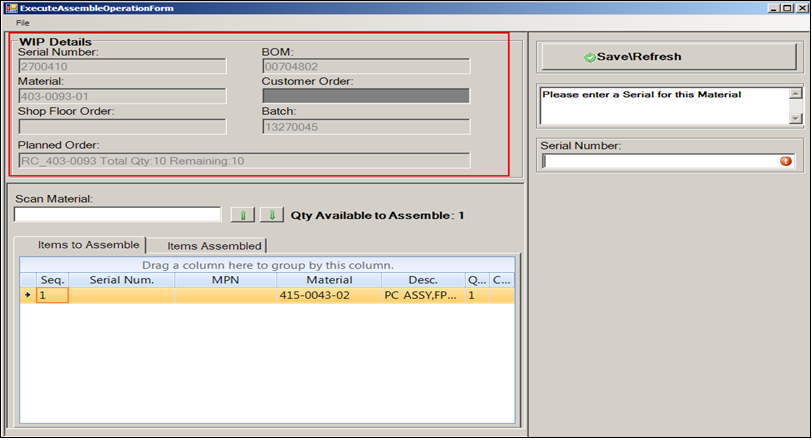 ExecuteAssembleOperationForm
File
WIP Details
Serial Number:
2700410
BOM:
00704802
Material:
403-0093-01
Customer Order:
Shop Floor Order:
Batch:
13270045
Planned Order:
RC_403-0093 Total Qty:10 Remaining:10
Save\Refresh
Please enter a Serial for this Material
Serial Number:
Scan Material:
Qty Available to Assemble: 1
Items to Assemble Items Assembled
Drag a column here to group by this column.
Seq. Serial Num. MPN Material Desc. Q... C...
1 415-0043-02 PC ASSY,FP... 1